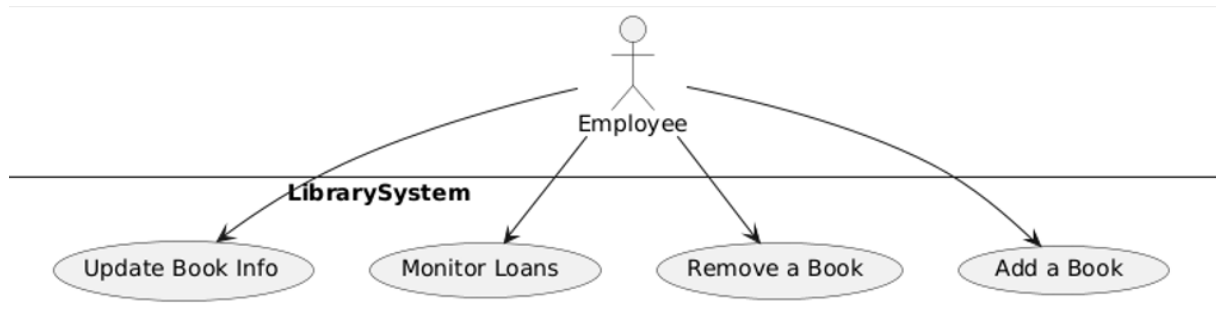 Employee
LibrarySystem
Update Book Info
Monitor Loans
Remove a Book
Add a Book